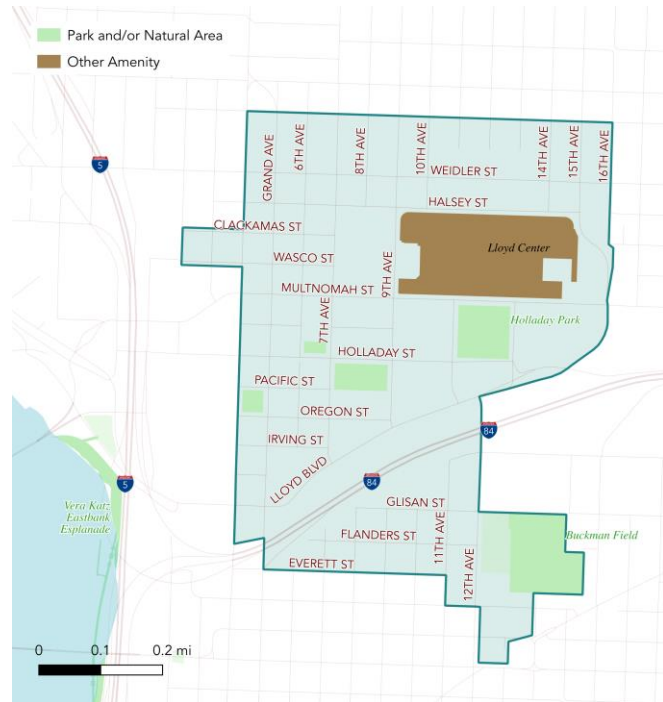 Park and/or Natural Area
Other Amenity
5
GRAND AVE
6TH AVE
8TH AVE
10TH AVE
14TH AVE
15TH AVE
16TH AVE
WEIDLER ST
HALSEY ST
CLACKAMAS ST
Lloyd Center
WASCO ST
9TH AVE
MULTNOMAH ST
7TH AVE
Holladay Park
HOLLADAY ST
PACIFIC ST
OREGON ST
84
IRVING ST
LLOYD BLVD
84
5
Vera Katz
Eastbank
Esplanade
GLISAN ST
11TH AVE
FLANDERS ST
Buckman Field
12TH AVE
EVERETT ST
0 0.1 0.2 mi